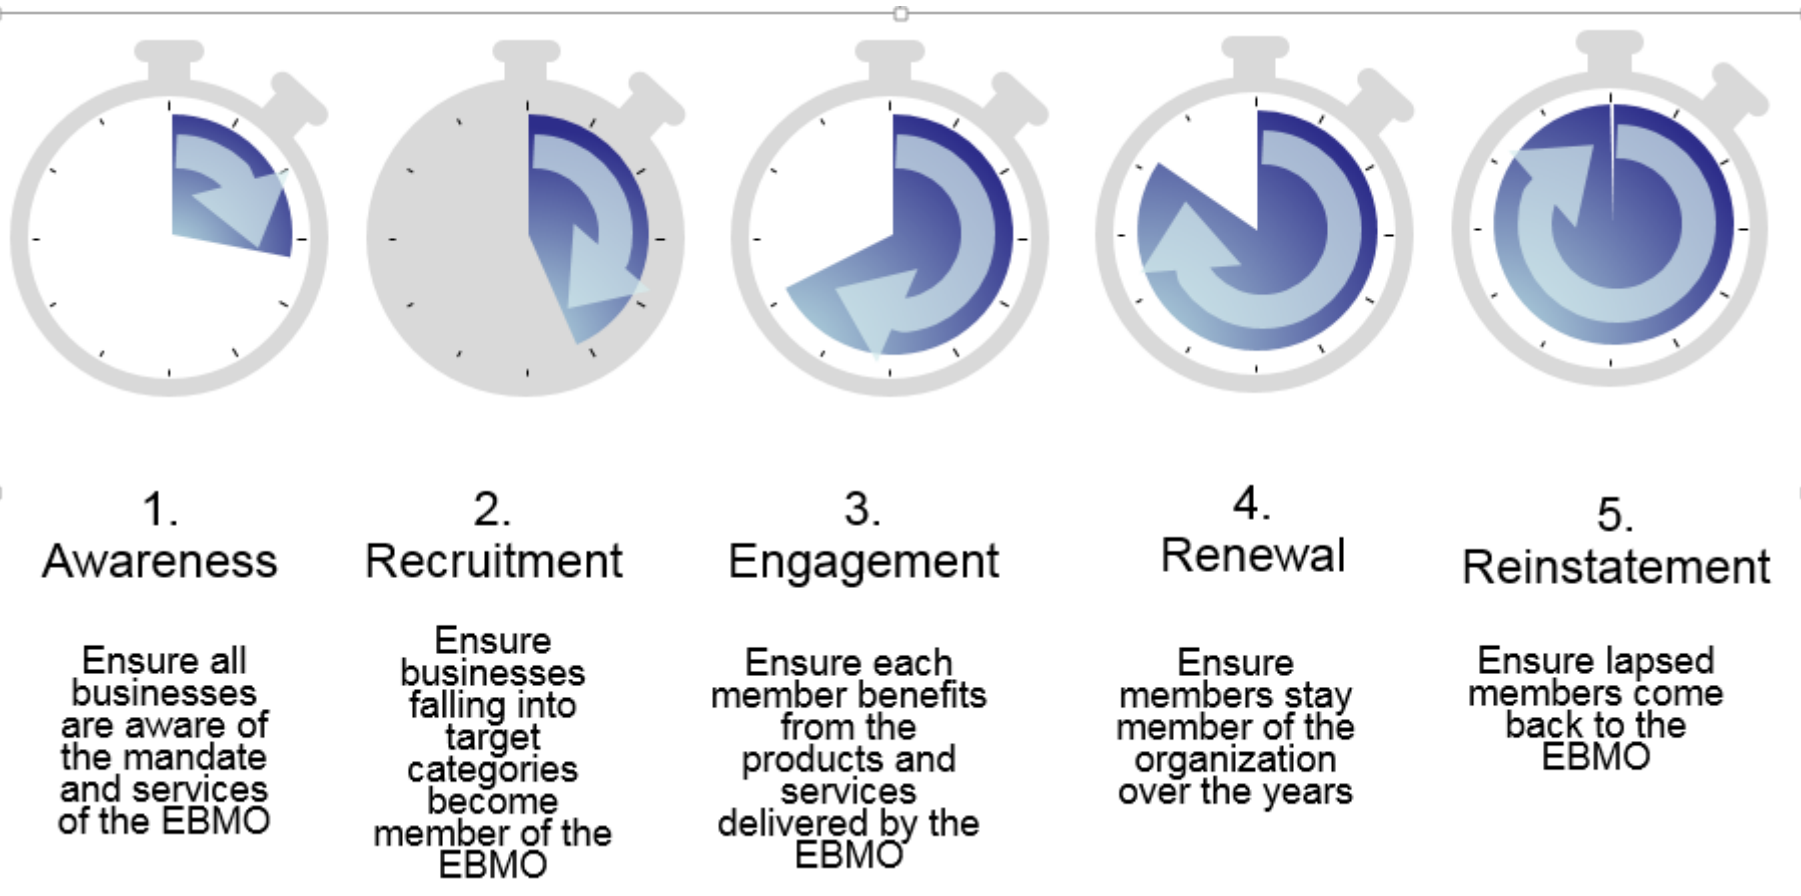 1.
Awareness
Ensure all
businesses
are aware of
the mandate
and services
of the EBMO
2.
Recruitment
Ensure
businesses
falling into
target
categories
become
member of the
EBMO
3.
Engagement
Ensure each
member benefits
from the
products and
services
delivered by the
EBMO
4.
Renewal
Ensure
members stay
member of the
organization
over the years
5.
Reinstatement
Ensure lapsed
members come
back to the
EBMO